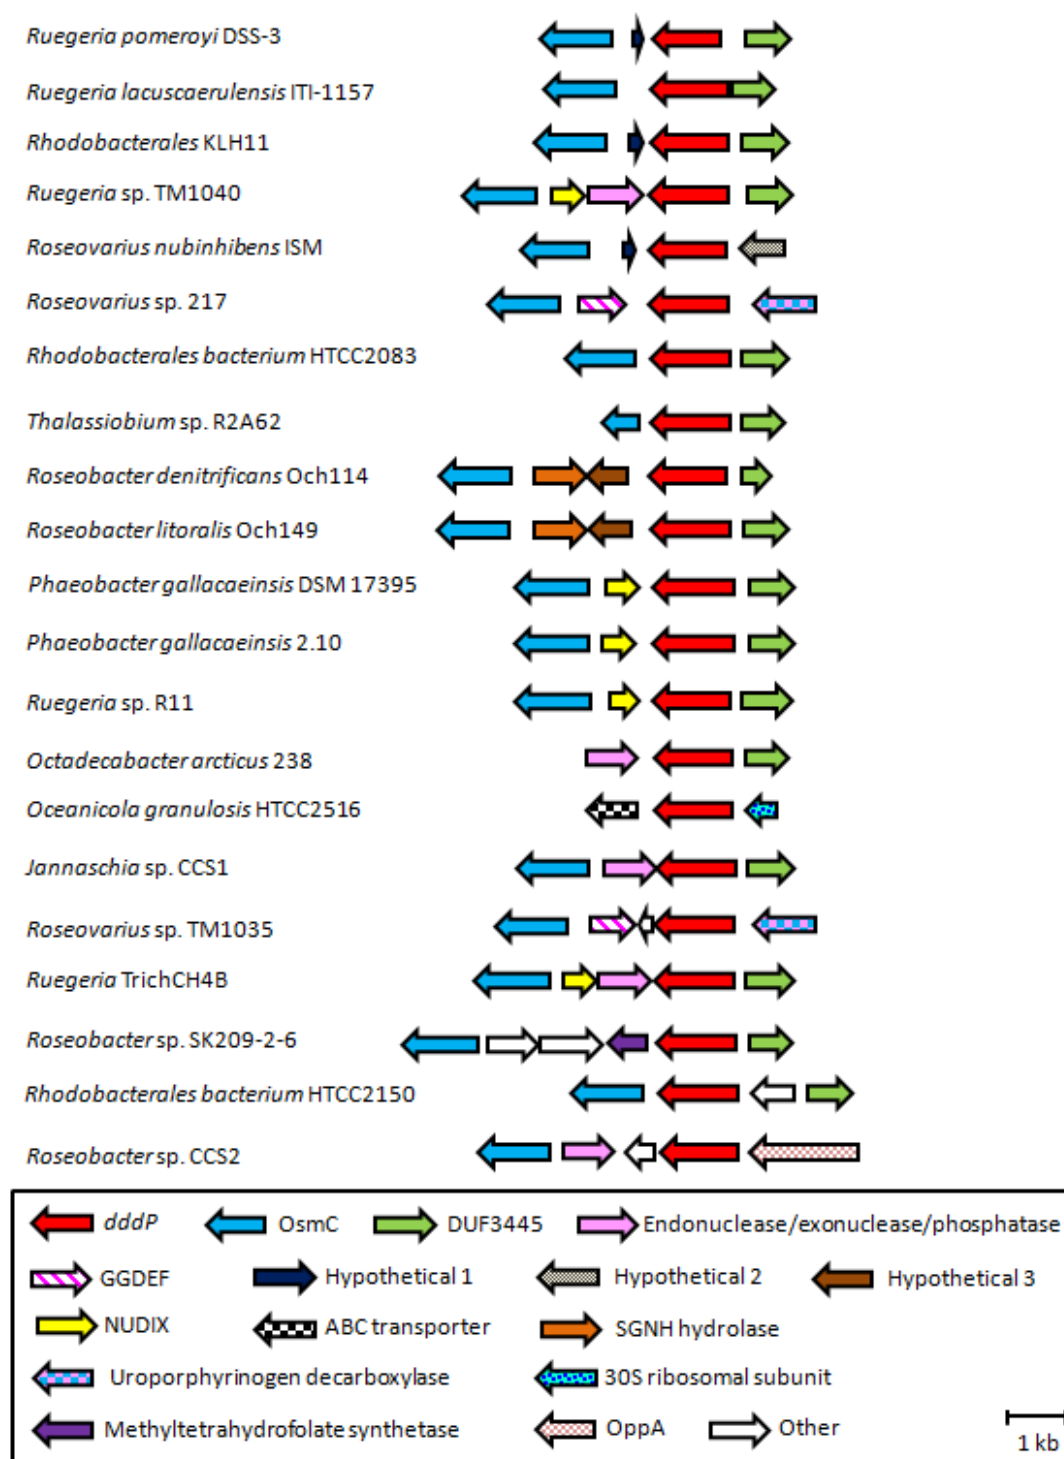 Ruegeria pomeroyi DSS-3
Ruegeria lacuscaerulensis ITI-1157
Rhodobacterales KLH11
Ruegeria sp. TM1040
Roseovarius nubinhibens ISM
Roseovarius sp. 217
Rhodobacterales bacterium HTCC2083
Thalassiobium sp. R2A62
Roseobacter denitrificans Och114
Roseobacter litoralis Och149
Phaeobacter gallacaeinsis DSM 17395
Phaeobacter gallacaeinsis 2.10
Ruegeria sp. R11
Octadecabacter arcticus 238
Oceanicola granulosis HTCC2516
Jannaschia sp. CCS1
Roseovarius sp. TM1035
Ruegeria TrichCH4B
Roseobacter sp. SK209-2-6
Rhodobacterales bacterium HTCC2150
Roseobacter sp. CCS2
dddP OsmC DUF3445 Endonuclease/exonuclease/phosphatase
GGDEF Hypothetical 1 Hypothetical 2 Hypothetical 3
NUDIX ABC transporter SGNH hydrolase
Uroporphyrinogen decarboxylase 30S ribosomal subunit
Methyltetrahydrofolate synthetase OppA Other
1 kb